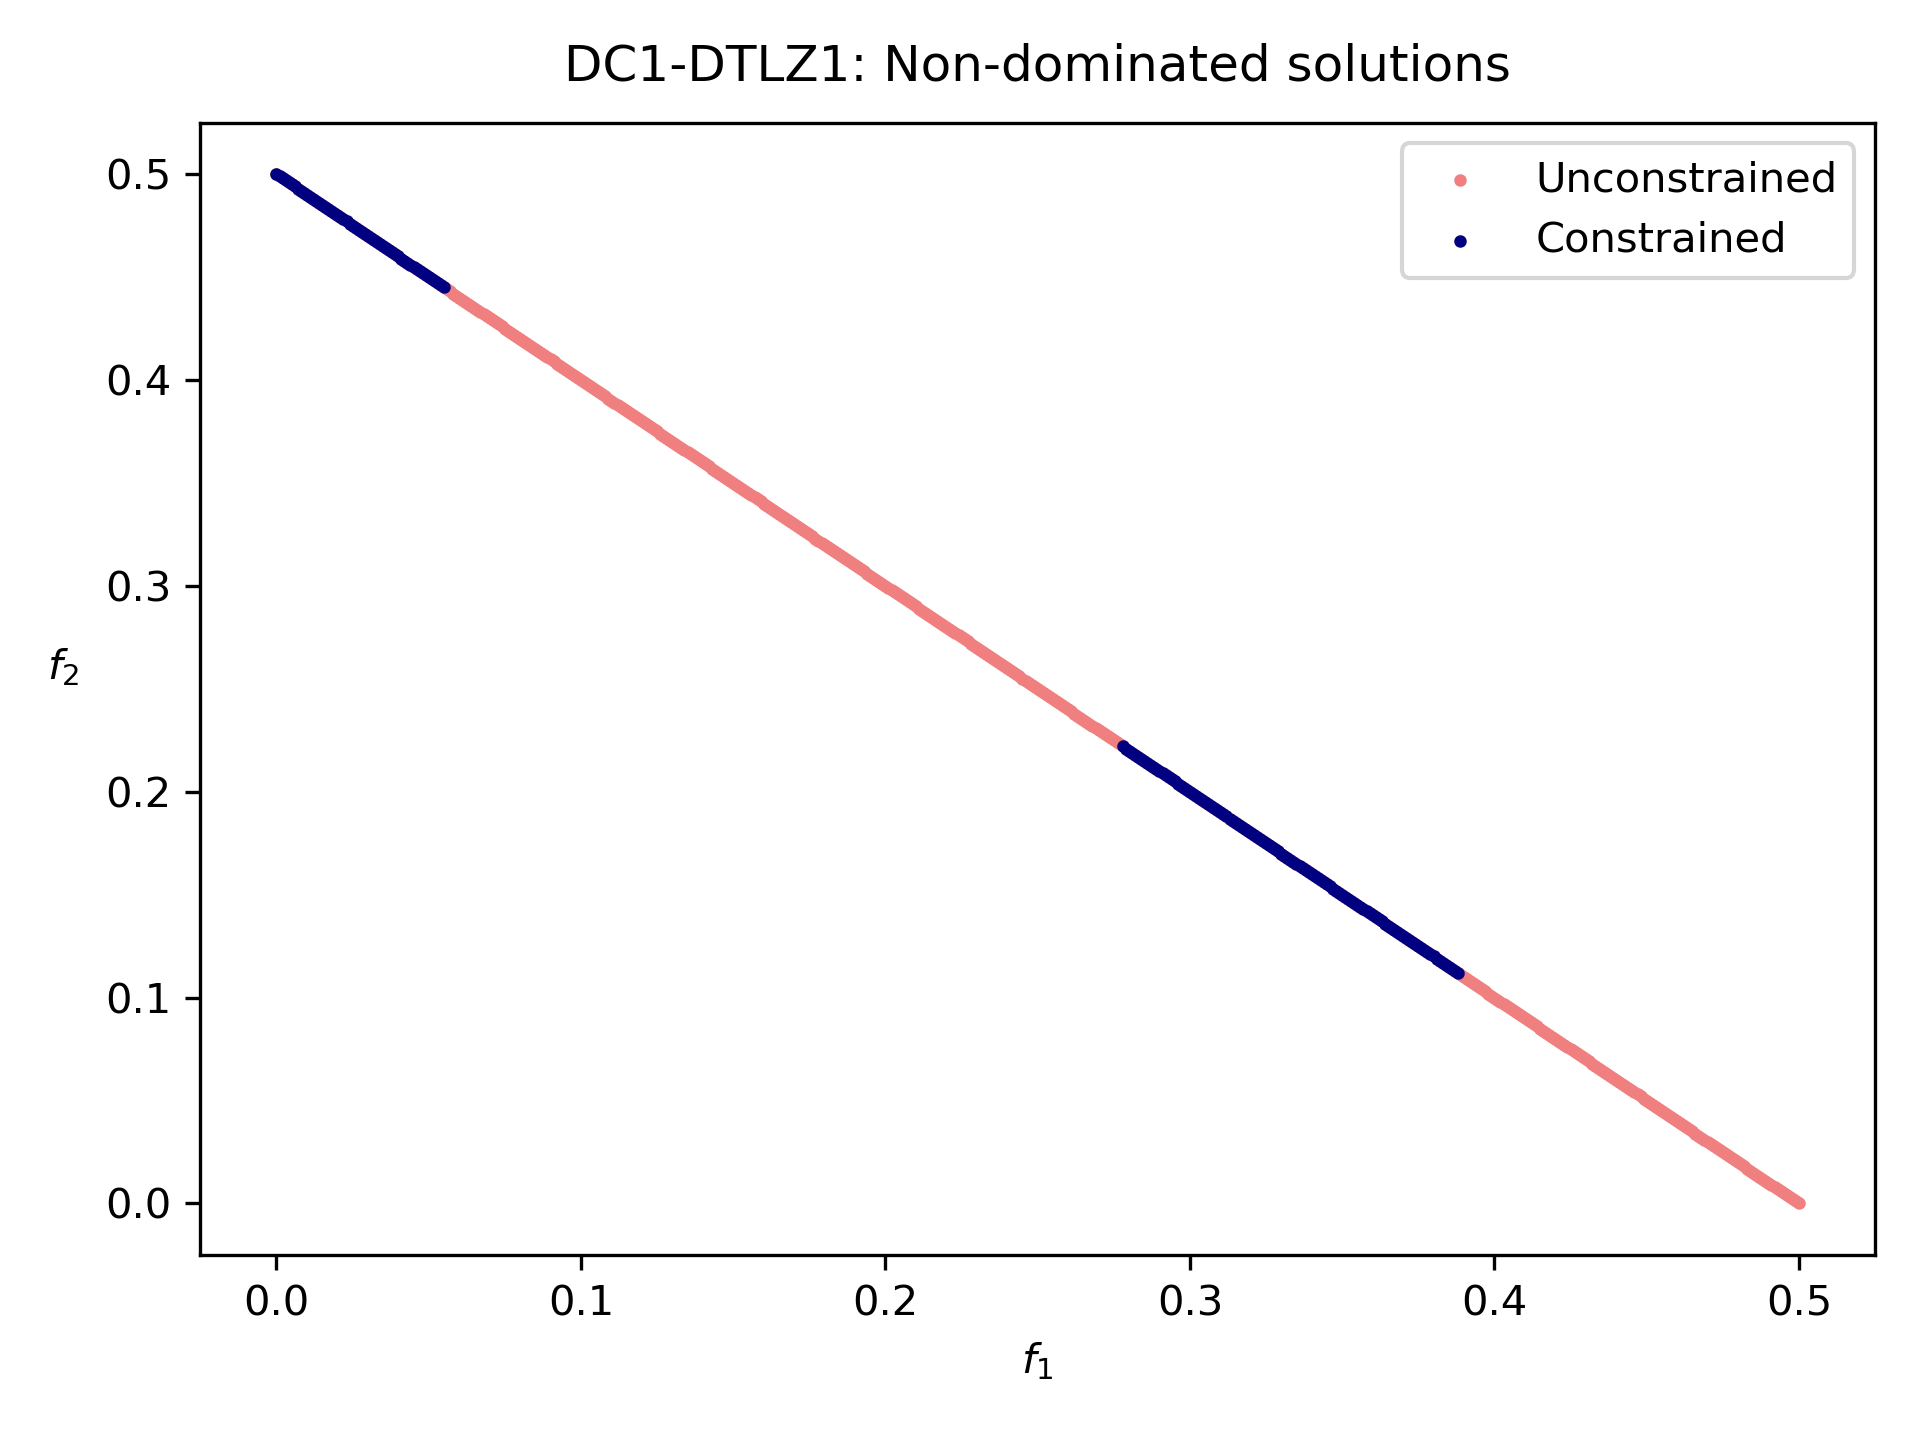 DC1-DTLZ1: Non-dominated solutions
Unconstrained
Constrained
0.5
0.4
0.3
0.2
0.1
0.0
f2
0.0 0.1 0.2 0.3 0.4 0.5
f1